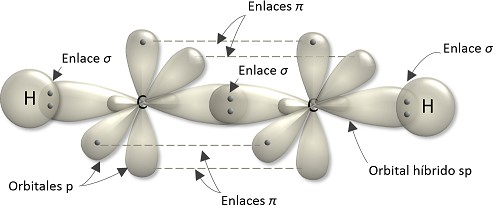 Enlaces π
Enlace σ
Enlace σ
Enlace σ
H
C
C
H
Orbitales p
Orbital híbrido sp
Enlaces π